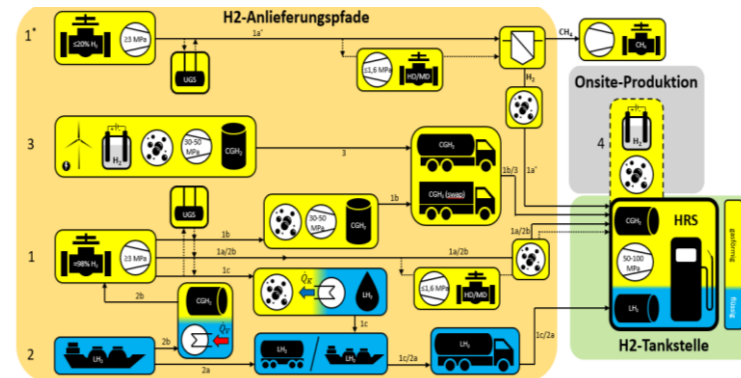 H2-Anlieferungspfade
1*
≤20% H₂
≥3 MPa
1a*
CH₄
CH₄
UGS
≤1,6 MPa
HD/MD
H₂
Onsite-Produktion
4
H₂
3
H₂
30-50
MPa
CGH₂
3
CGH₂
CGH₂ (swap)
1b/3
1a*
UGS
30-50
MPa
CGH₂
1b
1b
1
≈98% H₂
≥3 MPa
1a/2b
1a/2b
1a/2b
1c
2b
CGH₂
Q̇V
Q̇K
LH₂
≤1,6 MPa
HD/MD
1c
CGH₂
HRS
50-100
MPa
LH₂
gasförmig
flüssig
2
LH₂
2b
2a
LH₂
LH₂
1c/2a
LH₂
1c/2a
H2-Tankstelle